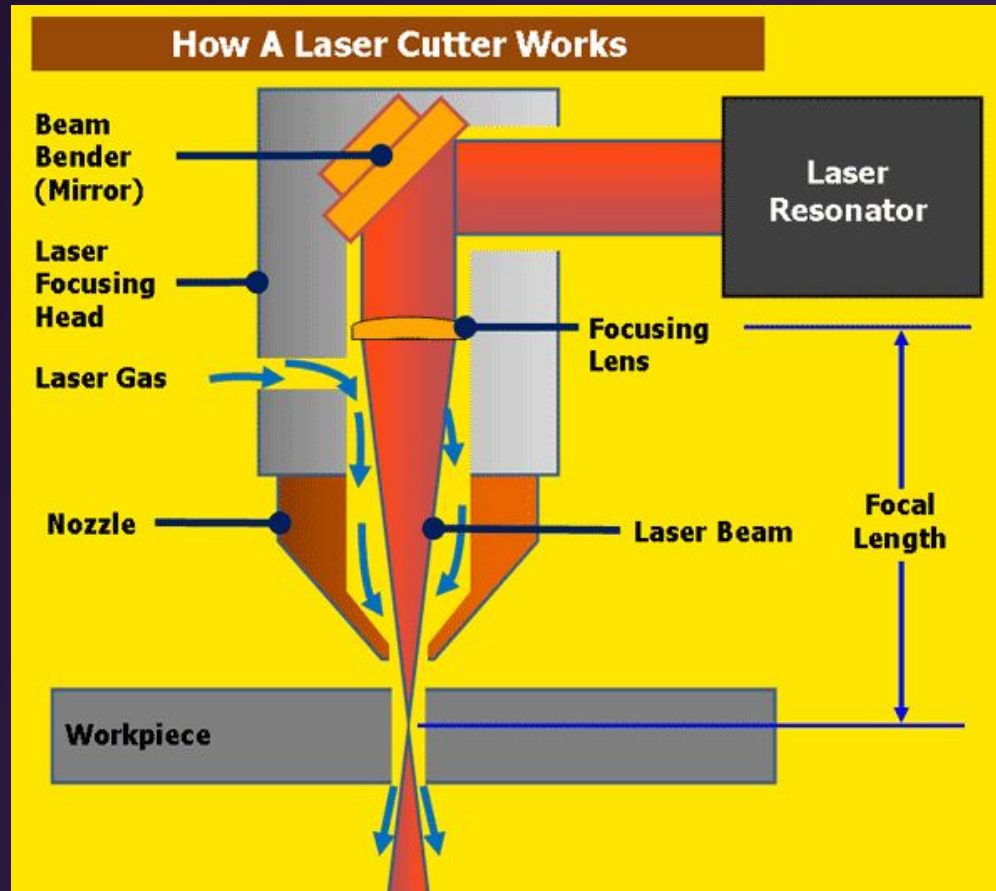 How A Laser Cutter Works
Beam
Bender
(Mirror)
Laser
Resonator
Laser
Focusing
Head
Focusing
Lens
Laser Gas
Focal
Length
Nozzle
Laser Beam
Workpiece